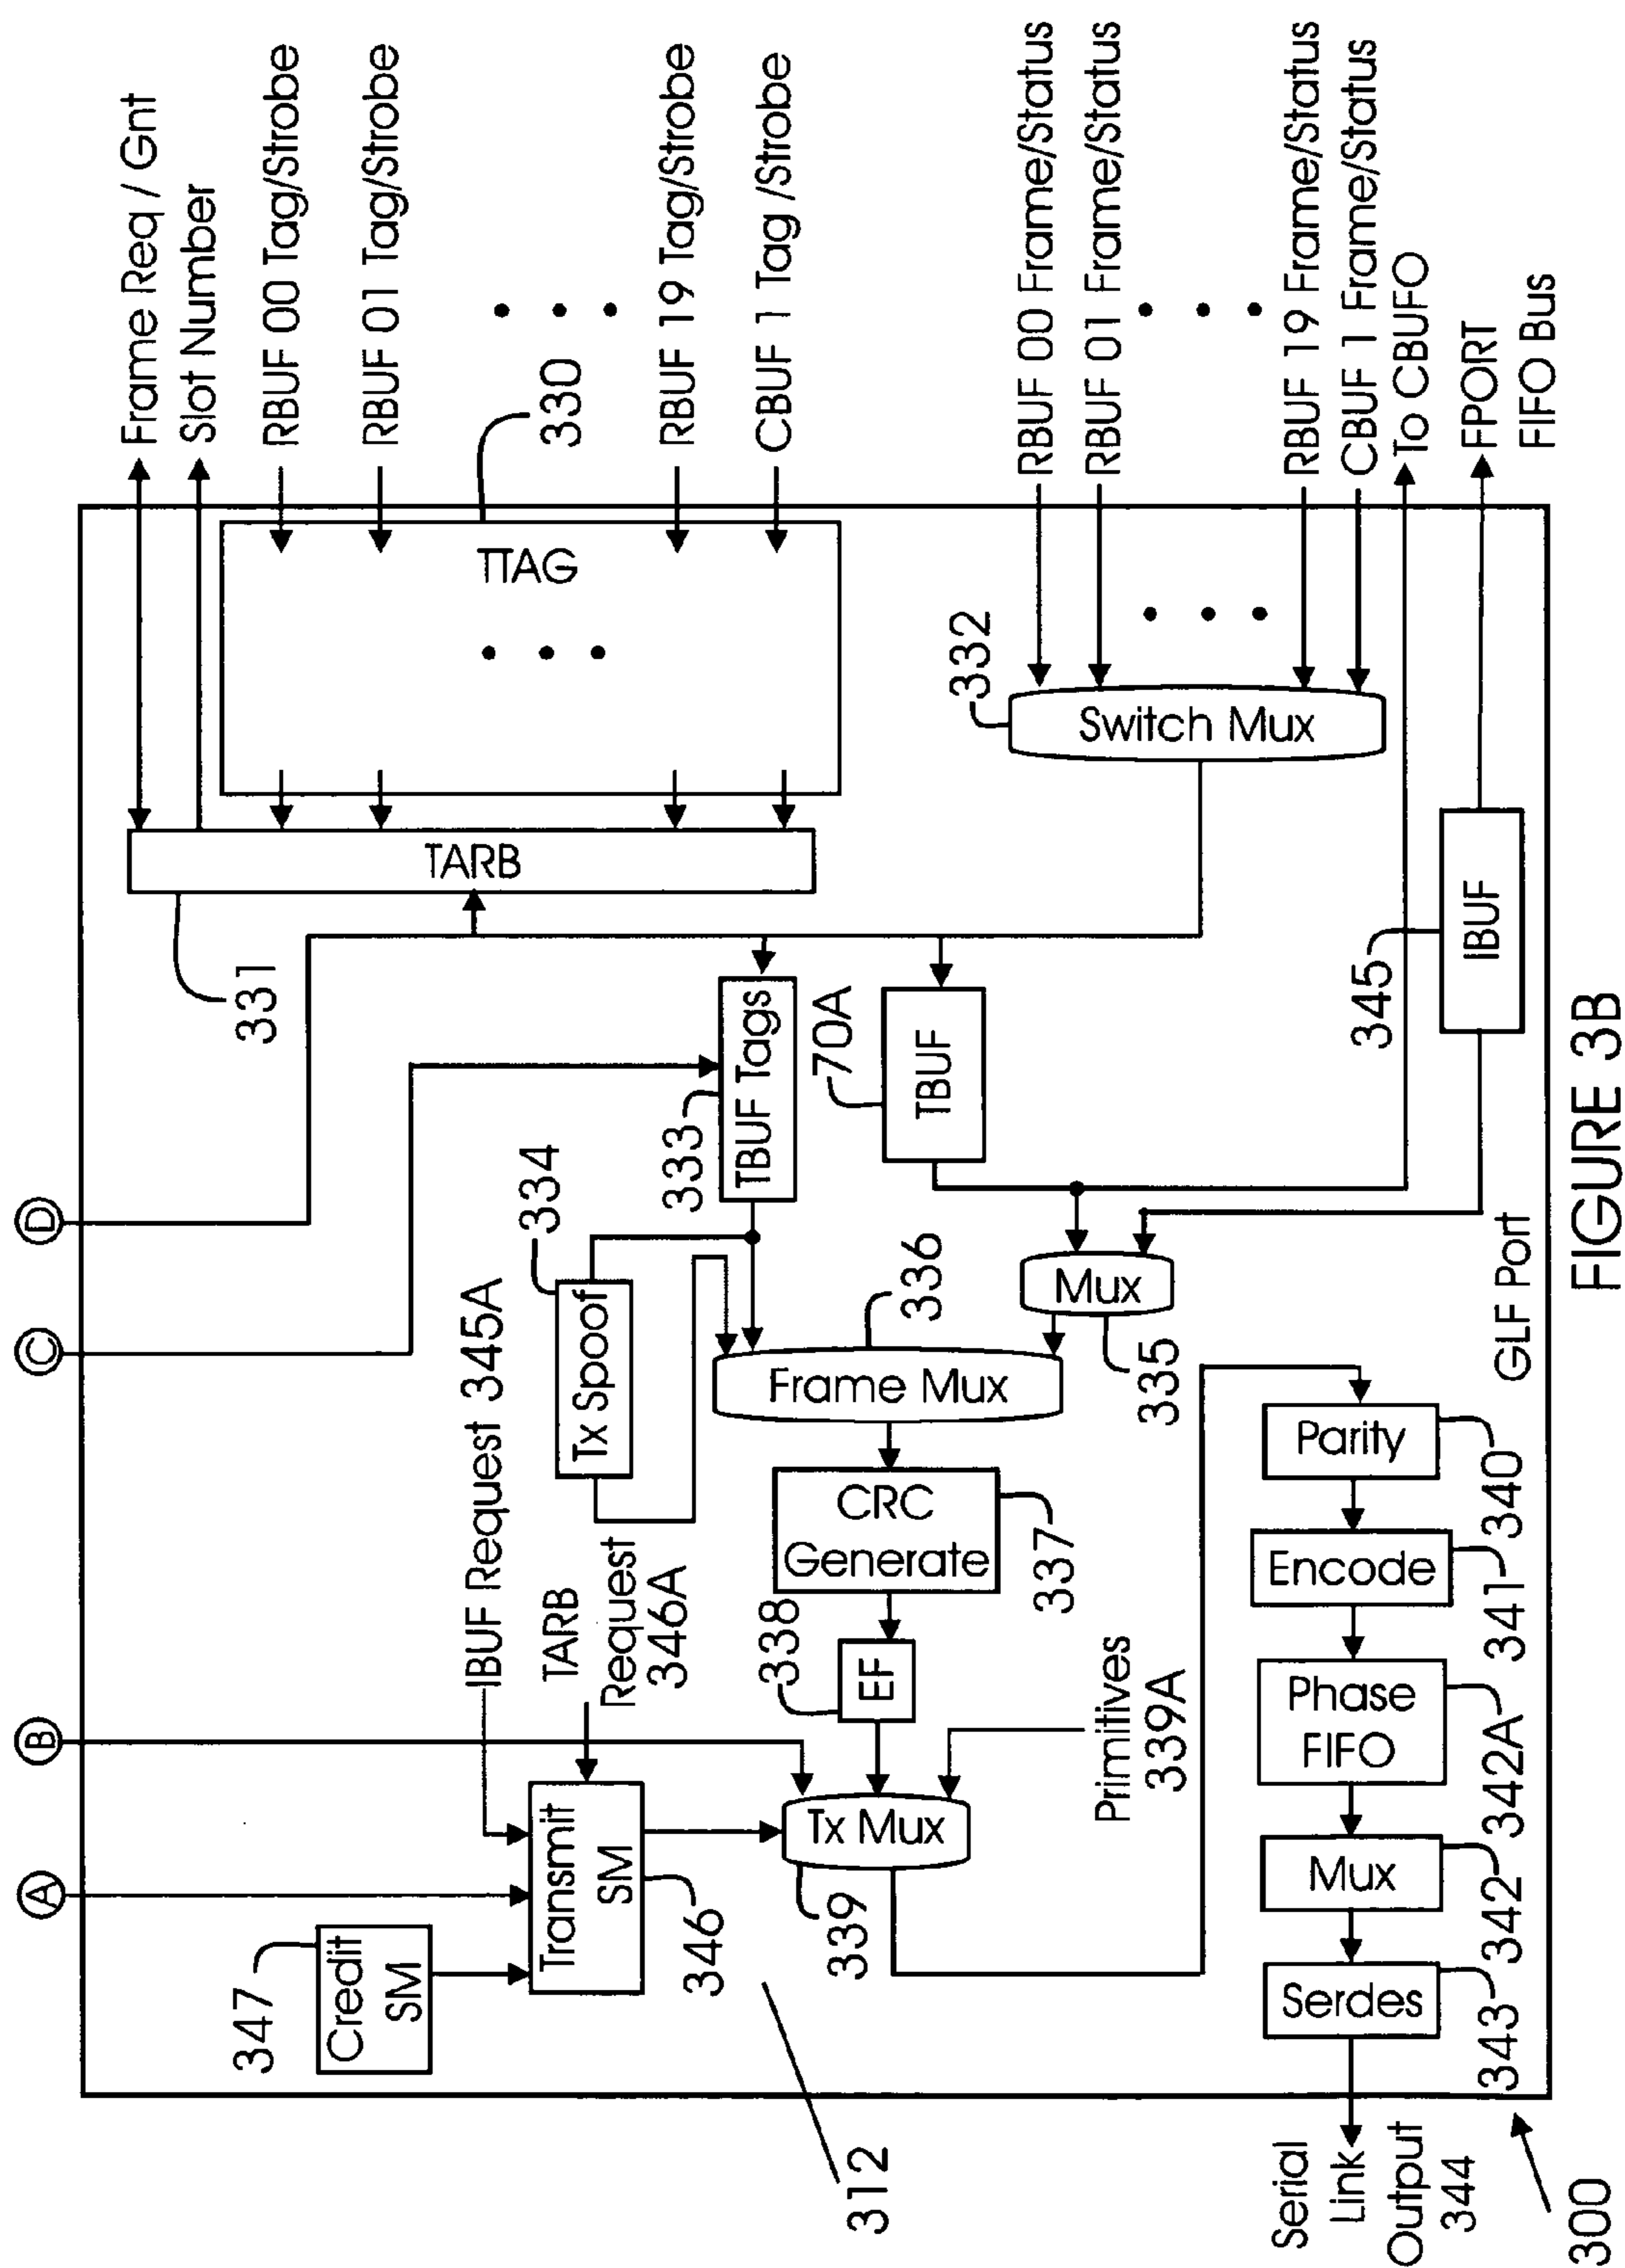 A
B
C
D
347
Credit
SM
Transmit
SM
346
IBUF Request 345A
TARB
Request
346A
312
Tx Mux
339
Primitives
339A
338
EF
CRC
Generate
337
Tx Spoof
334
Frame Mux
336
Mux
335
TBUF Tags
333
TBUF
70A
331
TARB
TTAG
330
Frame Req / Gnt
Slot Number
RBUF 00 Tag/Strobe
RBUF 01 Tag/Strobe
RBUF 19 Tag/Strobe
CBUF 1 Tag /Strobe
332
Switch Mux
RBUF 00 Frame/Status
RBUF 01 Frame/Status
RBUF 19 Frame/Status
CBUF 1 Frame/Status
To CBUFO
FPORT
FIFO Bus
345
IBUF
GLF Port
Parity
340
Encode
341
Phase
FIFO
342A
Mux
342
Serdes
343
Serial
Link
Output
344
300
FIGURE 3B